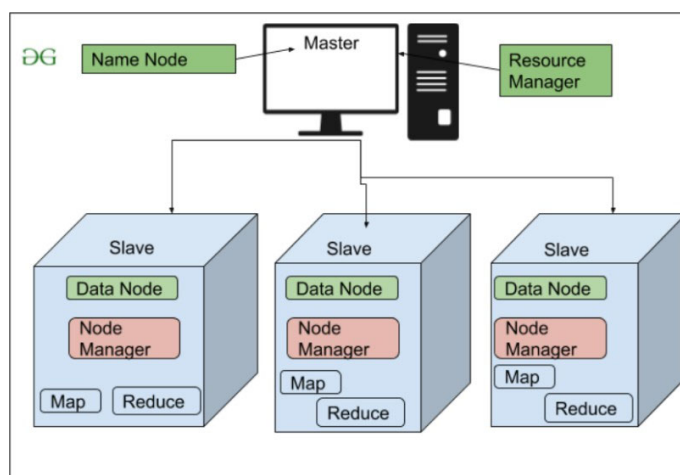 Master
Name Node
Resource
Manager
Slave
Data Node
Node
Manager
Map
Reduce
Slave
Data Node
Node
Manager
Map
Reduce
Slave
Data Node
Node
Manager
Map
Reduce